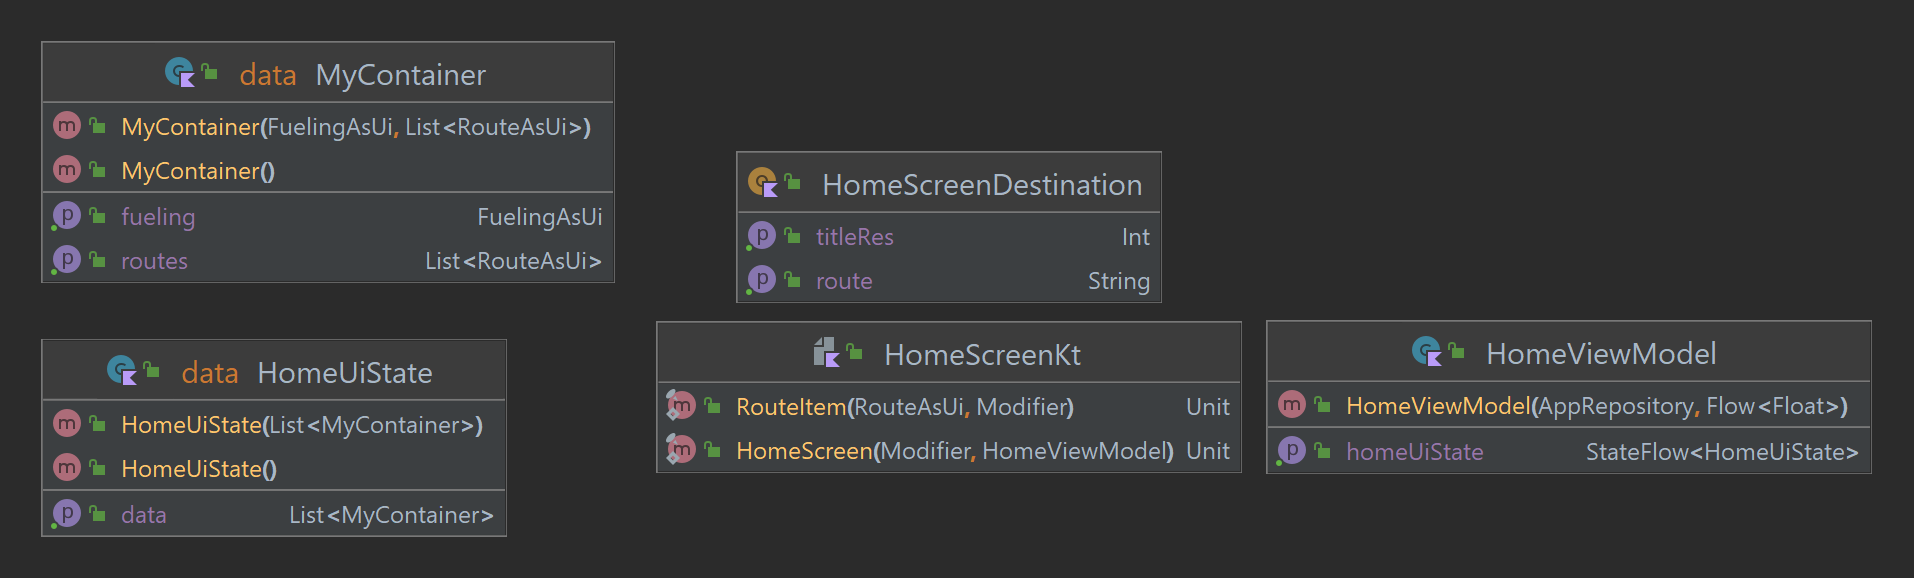 data MyContainer
MyContainer(FuelingAsUi, List<RouteAsUi>)
MyContainer()
fueling FuelingAsUi
routes List<RouteAsUi>
data HomeUiState
HomeUiState(List<MyContainer>)
HomeUiState()
data List<MyContainer>
HomeScreenDestination
titleRes Int
route String
HomeScreenKt
RouteItem(RouteAsUi, Modifier) Unit
HomeScreen(Modifier, HomeViewModel) Unit
HomeViewModel
HomeViewModel(AppRepository, Flow<Float>)
homeUiState StateFlow<HomeUiState>